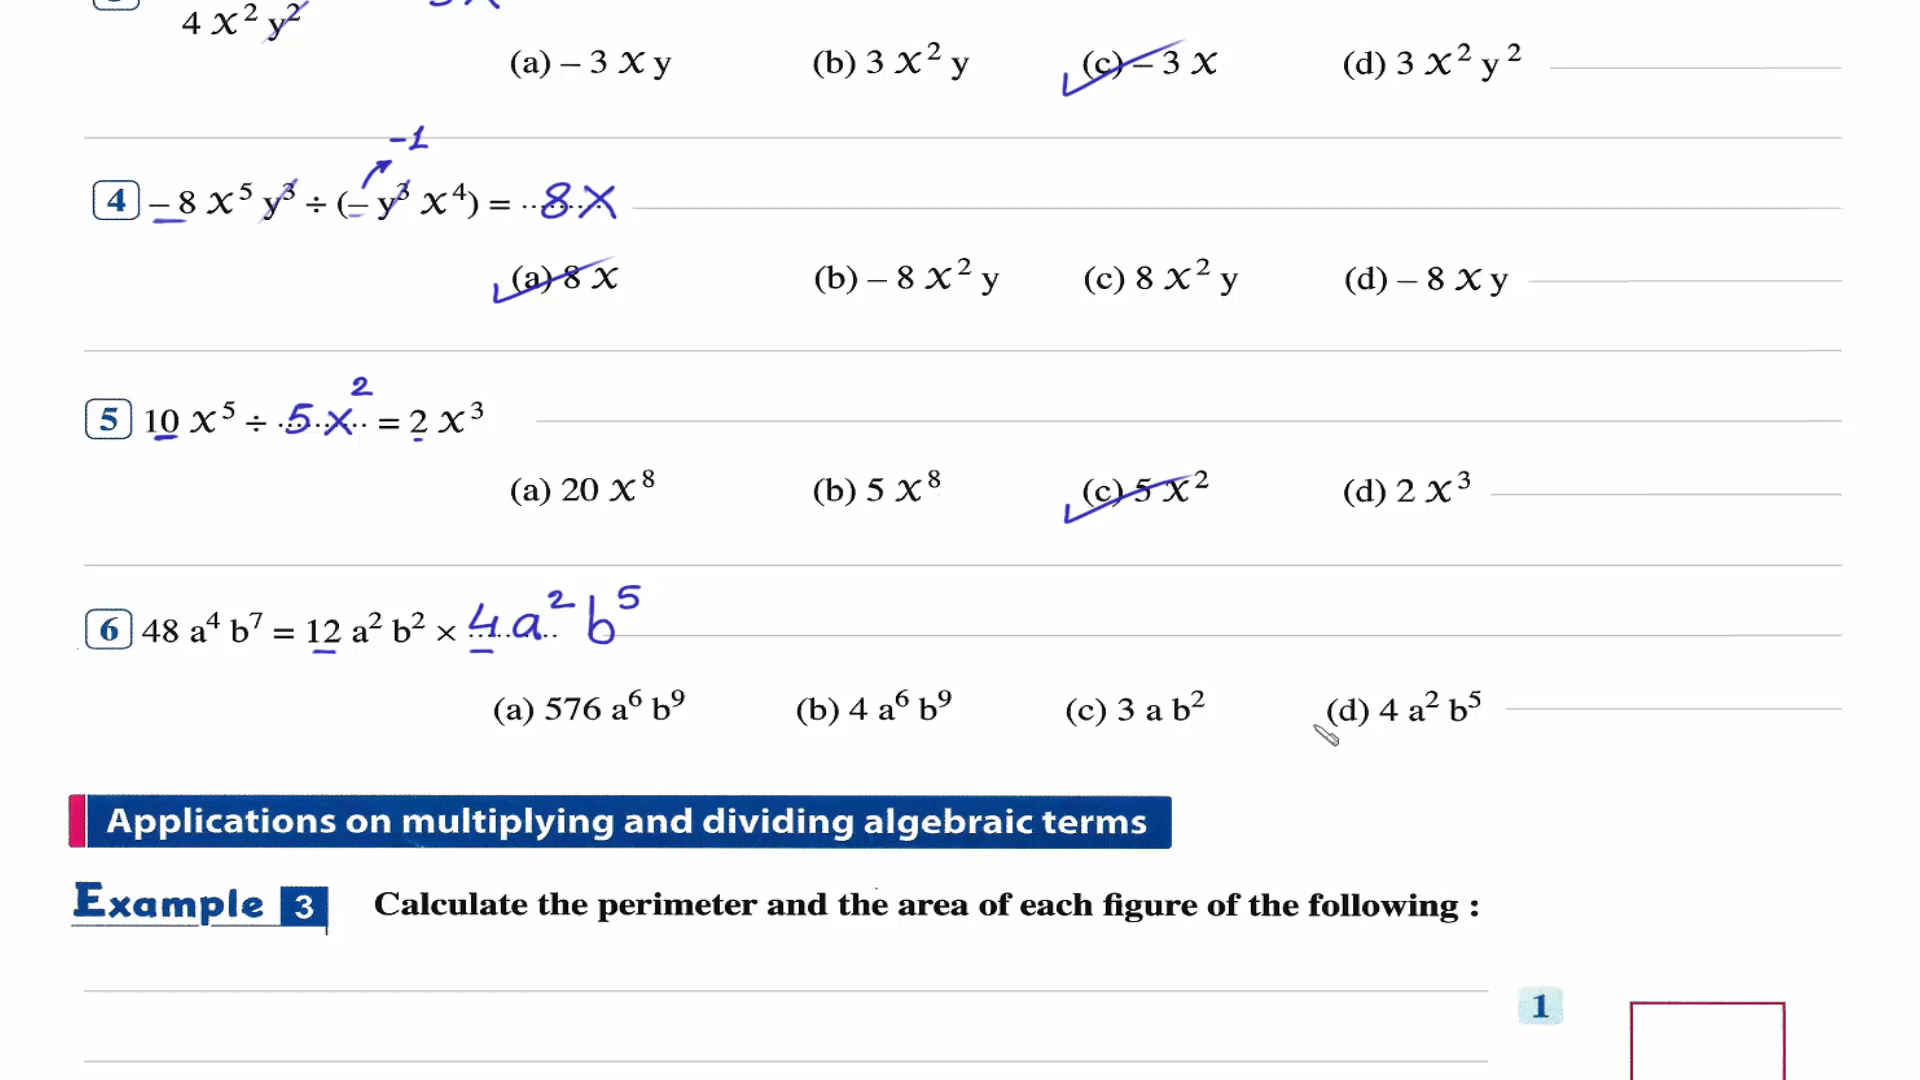 4 x² y²
(a) – 3 x y (b) 3 x² y (c) – 3 x (d) 3 x² y²
-1
4 – 8 x⁵ y³ ÷ (– y³ x⁴) = 8x
(a) 8 x (b) – 8 x² y (c) 8 x² y (d) – 8 x y
5 10 x⁵ ÷ 5x² = 2 x³
(a) 20 x⁸ (b) 5 x⁸ (c) 5 x² (d) 2 x³
6 48 a⁴ b⁷ = 12 a² b² × 4a² b⁵
(a) 576 a⁶ b⁹ (b) 4 a⁶ b⁹ (c) 3 a b² (d) 4 a² b⁵
Applications on multiplying and dividing algebraic terms
Example 3 Calculate the perimeter and the area of each figure of the following :
1